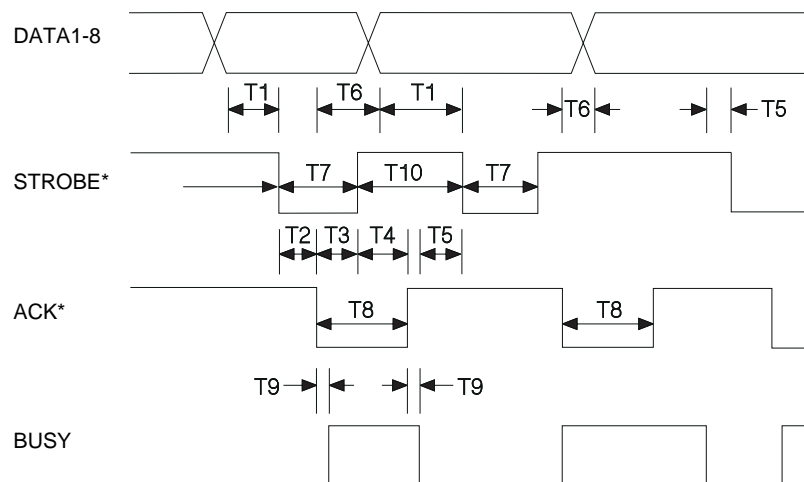 DATA1-8
T1 T6 T1 T6 T5
STROBE*
T7 T10 T7
T2 T3 T4 T5
ACK*
T8 T8
T9 T9
BUSY